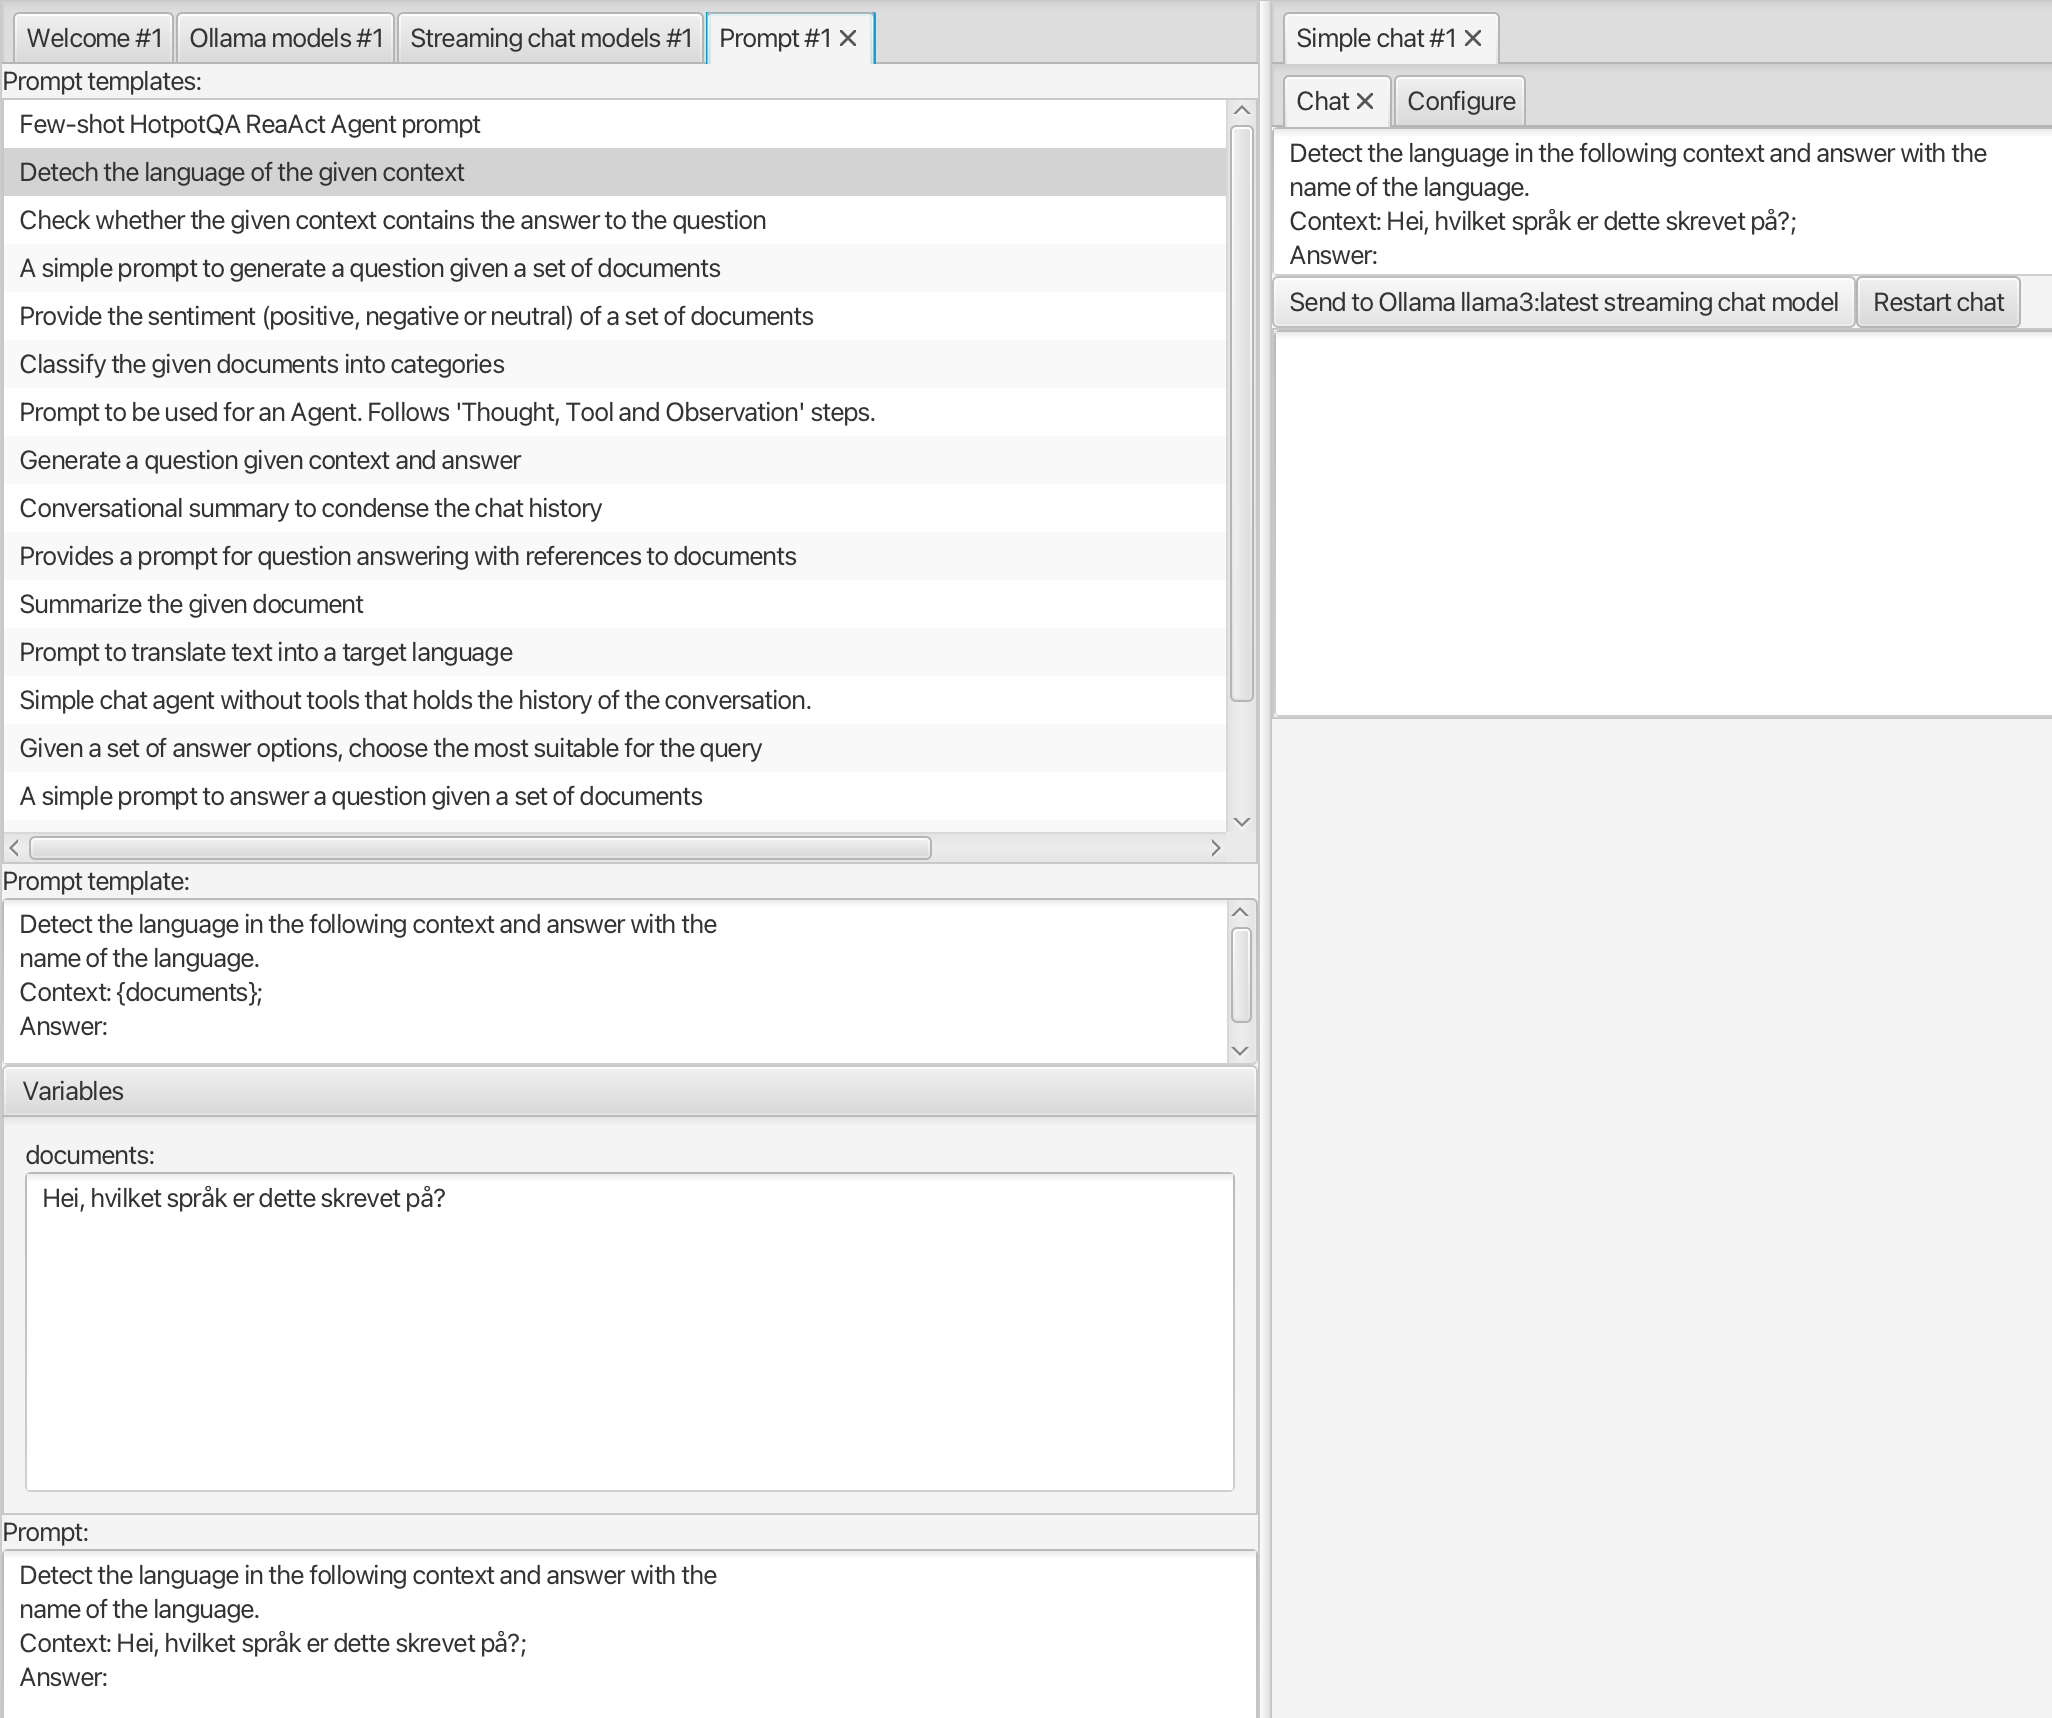 Welcome #1
Ollama models #1
Streaming chat models #1
Prompt #1
Prompt templates:
Few-shot HotpotQA ReaAct Agent prompt
Detech the language of the given context
Check whether the given context contains the answer to the question
A simple prompt to generate a question given a set of documents
Provide the sentiment (positive, negative or neutral) of a set of documents
Classify the given documents into categories
Prompt to be used for an Agent. Follows 'Thought, Tool and Observation' steps.
Generate a question given context and answer
Conversational summary to condense the chat history
Provides a prompt for question answering with references to documents
Summarize the given document
Prompt to translate text into a target language
Simple chat agent without tools that holds the history of the conversation.
Given a set of answer options, choose the most suitable for the query
A simple prompt to answer a question given a set of documents
Prompt template:
Detect the language in the following context and answer with the
name of the language.
Context: {documents};
Answer:
Variables
documents:
Hei, hvilket språk er dette skrevet på?
Prompt:
Detect the language in the following context and answer with the
name of the language.
Context: Hei, hvilket språk er dette skrevet på?;
Answer:
Simple chat #1
Chat
Configure
Detect the language in the following context and answer with the
name of the language.
Context: Hei, hvilket språk er dette skrevet på?;
Answer:
Send to Ollama llama3:latest streaming chat model
Restart chat